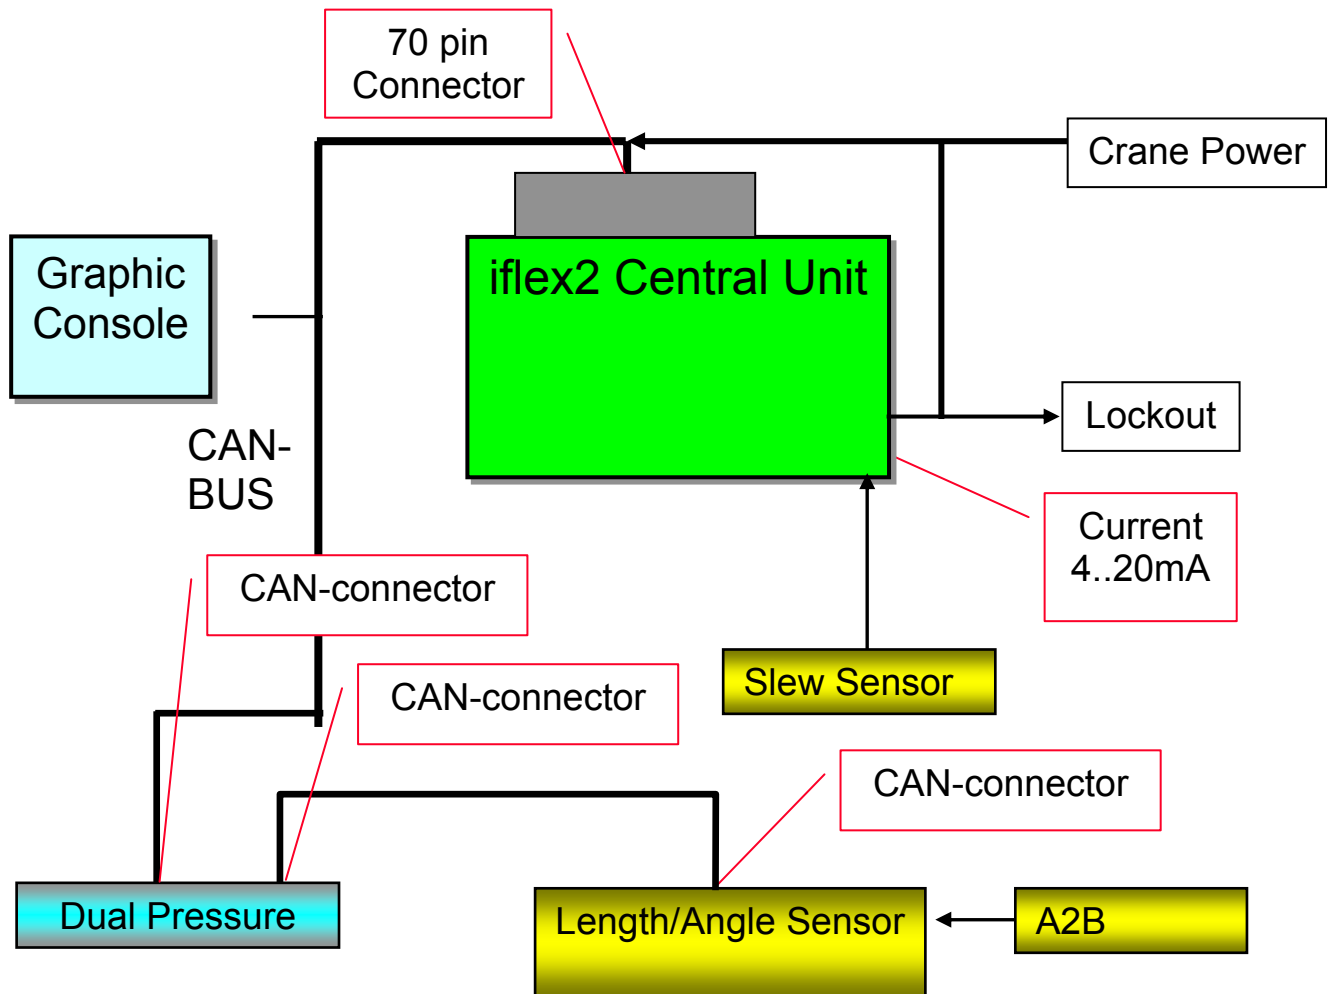 70 pin
Connector
Crane Power
Graphic
Console
iflex2 Central Unit
Lockout
CAN-
BUS
Current
4..20mA
CAN-connector
Slew Sensor
CAN-connector
CAN-connector
Dual Pressure
Length/Angle Sensor
A2B